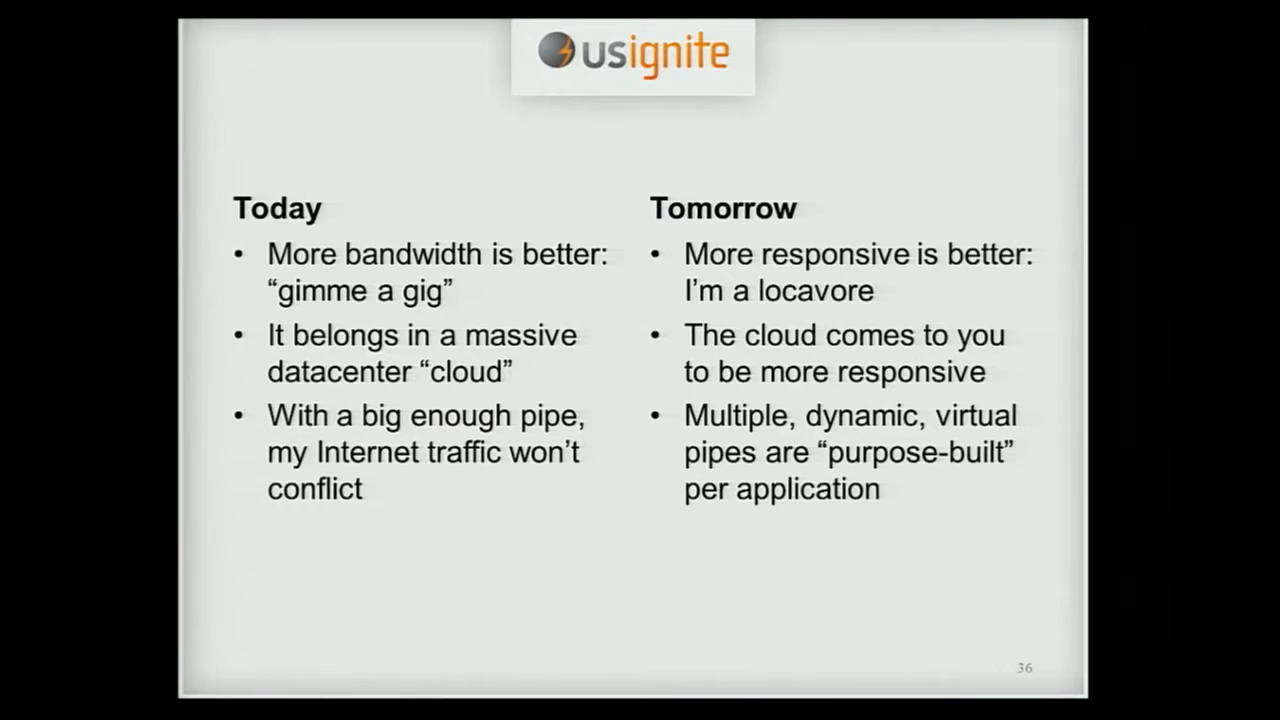 usignite
Today
• More bandwidth is better:
“gimme a gig”
• It belongs in a massive
datacenter “cloud”
• With a big enough pipe,
my Internet traffic won’t
conflict
Tomorrow
• More responsive is better:
I’m a locavore
• The cloud comes to you
to be more responsive
• Multiple, dynamic, virtual
pipes are “purpose-built”
per application
36